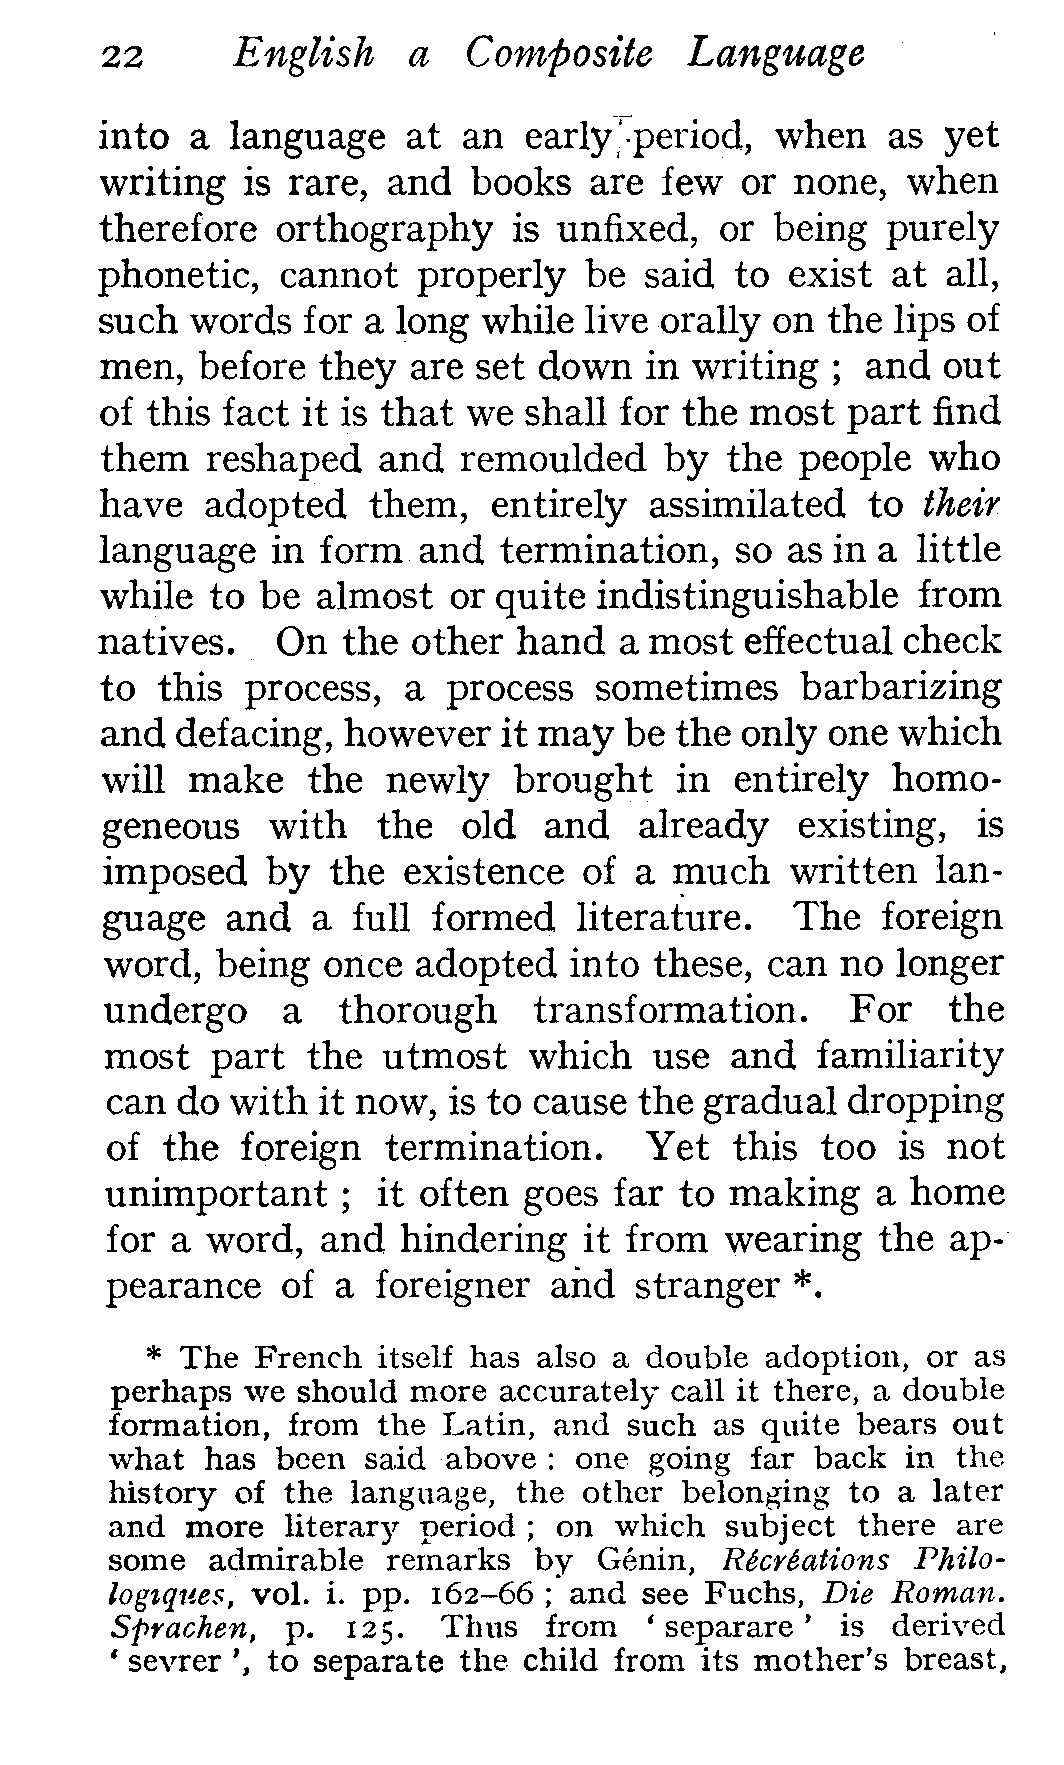 22 English a Composite Language
into a language at an early period, when as yet
writing is rare, and books are few or none, when
therefore orthography is unfixed, or being purely
phonetic, cannot properly be said to exist at all,
such words for a long while live orally on the lips of
men, before they are set down in writing ; and out
of this fact it is that we shall for the most part find
them reshaped and remoulded by the people who
have adopted them, entirely assimilated to their
language in form and termination, so as in a little
while to be almost or quite indistinguishable from
natives. On the other hand a most effectual check
to this process, a process sometimes barbarizing
and defacing, however it may be the only one which
will make the newly brought in entirely homo-
geneous with the old and already existing, is
imposed by the existence of a much written lan-
guage and a full formed literature. The foreign
word, being once adopted into these, can no longer
undergo a thorough transformation. For the
most part the utmost which use and familiarity
can do with it now, is to cause the gradual dropping
of the foreign termination. Yet this too is not
unimportant ; it often goes far to making a home
for a word, and hindering it from wearing the ap-
pearance of a foreigner and stranger *.
* The French itself has also a double adoption, or as
perhaps we should more accurately call it there, a double
formation, from the Latin, and such as quite bears out
what has been said above : one going far back in the
history of the language, the other belonging to a later
and more literary period ; on which subject there are
some admirable remarks by Génin, Récréations Philo-
logiques, vol. i. pp. 162–66 ; and see Fuchs, Die Roman.
Sprachen, p. 125. Thus from ‘ separare ’ is derived
‘ sevrer ’, to separate the child from its mother's breast,